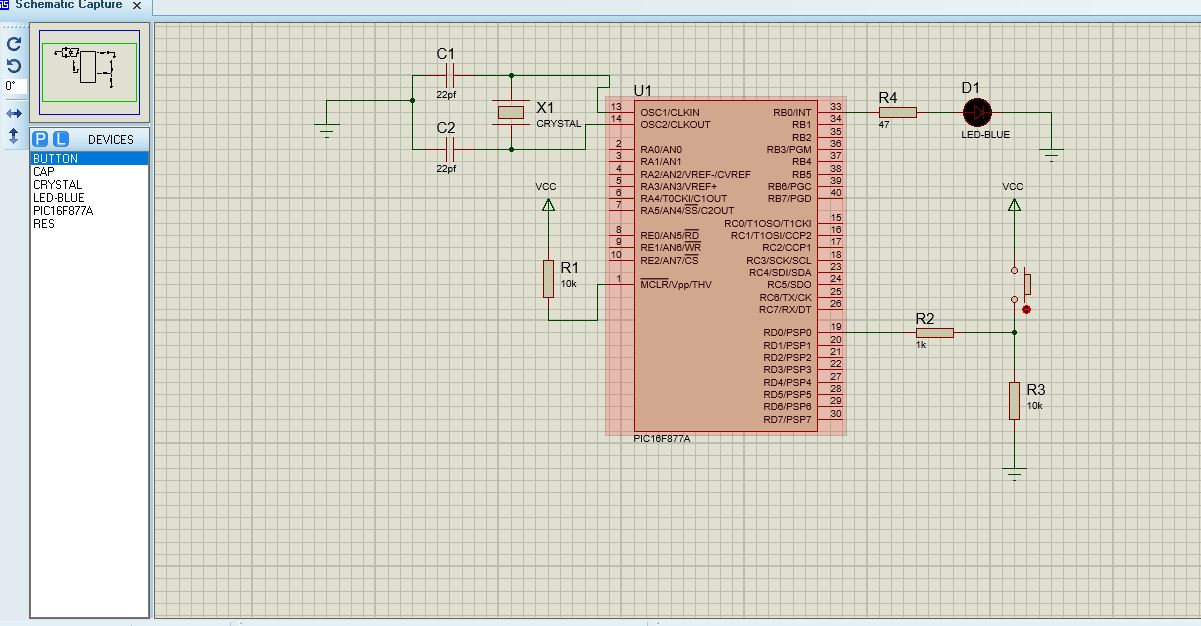 Schematic Capture
0°
P L DEVICES
BUTTON
CAP
CRYSTAL
LED-BLUE
PIC16F877A
RES
C1
22pf
X1
CRYSTAL
C2
22pf
VCC
R1
10k
U1
13 OSC1/CLKIN
14 OSC2/CLKOUT
2 RA0/AN0
3 RA1/AN1
4 RA2/AN2/VREF-/CVREF
5 RA3/AN3/VREF+
6 RA4/T0CKI/C1OUT
7 RA5/AN4/SS/C2OUT
8 RE0/AN5/RD
9 RE1/AN6/WR
10 RE2/AN7/CS
1 MCLR/Vpp/THV
RB0/INT 33
RB1 34
RB2 35
RB3/PGM 36
RB4 37
RB5 38
RB6/PGC 39
RB7/PGD 40
RC0/T1OSO/T1CKI 15
RC1/T1OSI/CCP2 16
RC2/CCP1 17
RC3/SCK/SCL 18
RC4/SDI/SDA 23
RC5/SDO 24
RC6/TX/CK 25
RC7/RX/DT 26
RD0/PSP0 19
RD1/PSP1 20
RD2/PSP2 21
RD3/PSP3 22
RD4/PSP4 27
RD5/PSP5 28
RD6/PSP6 29
RD7/PSP7 30
PIC16F877A
R4
47
D1
LED-BLUE
VCC
R2
1k
R3
10k